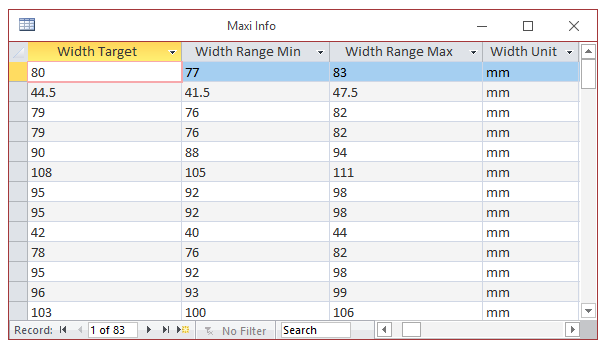 Maxi Info
Width Target Width Range Min Width Range Max Width Unit
80 77 83 mm
44.5 41.5 47.5 mm
79 76 82 mm
79 76 82 mm
90 88 94 mm
108 105 111 mm
95 92 98 mm
95 92 98 mm
42 40 44 mm
78 76 82 mm
95 92 98 mm
96 93 99 mm
103 100 106 mm
Record: 1 of 83 No Filter Search